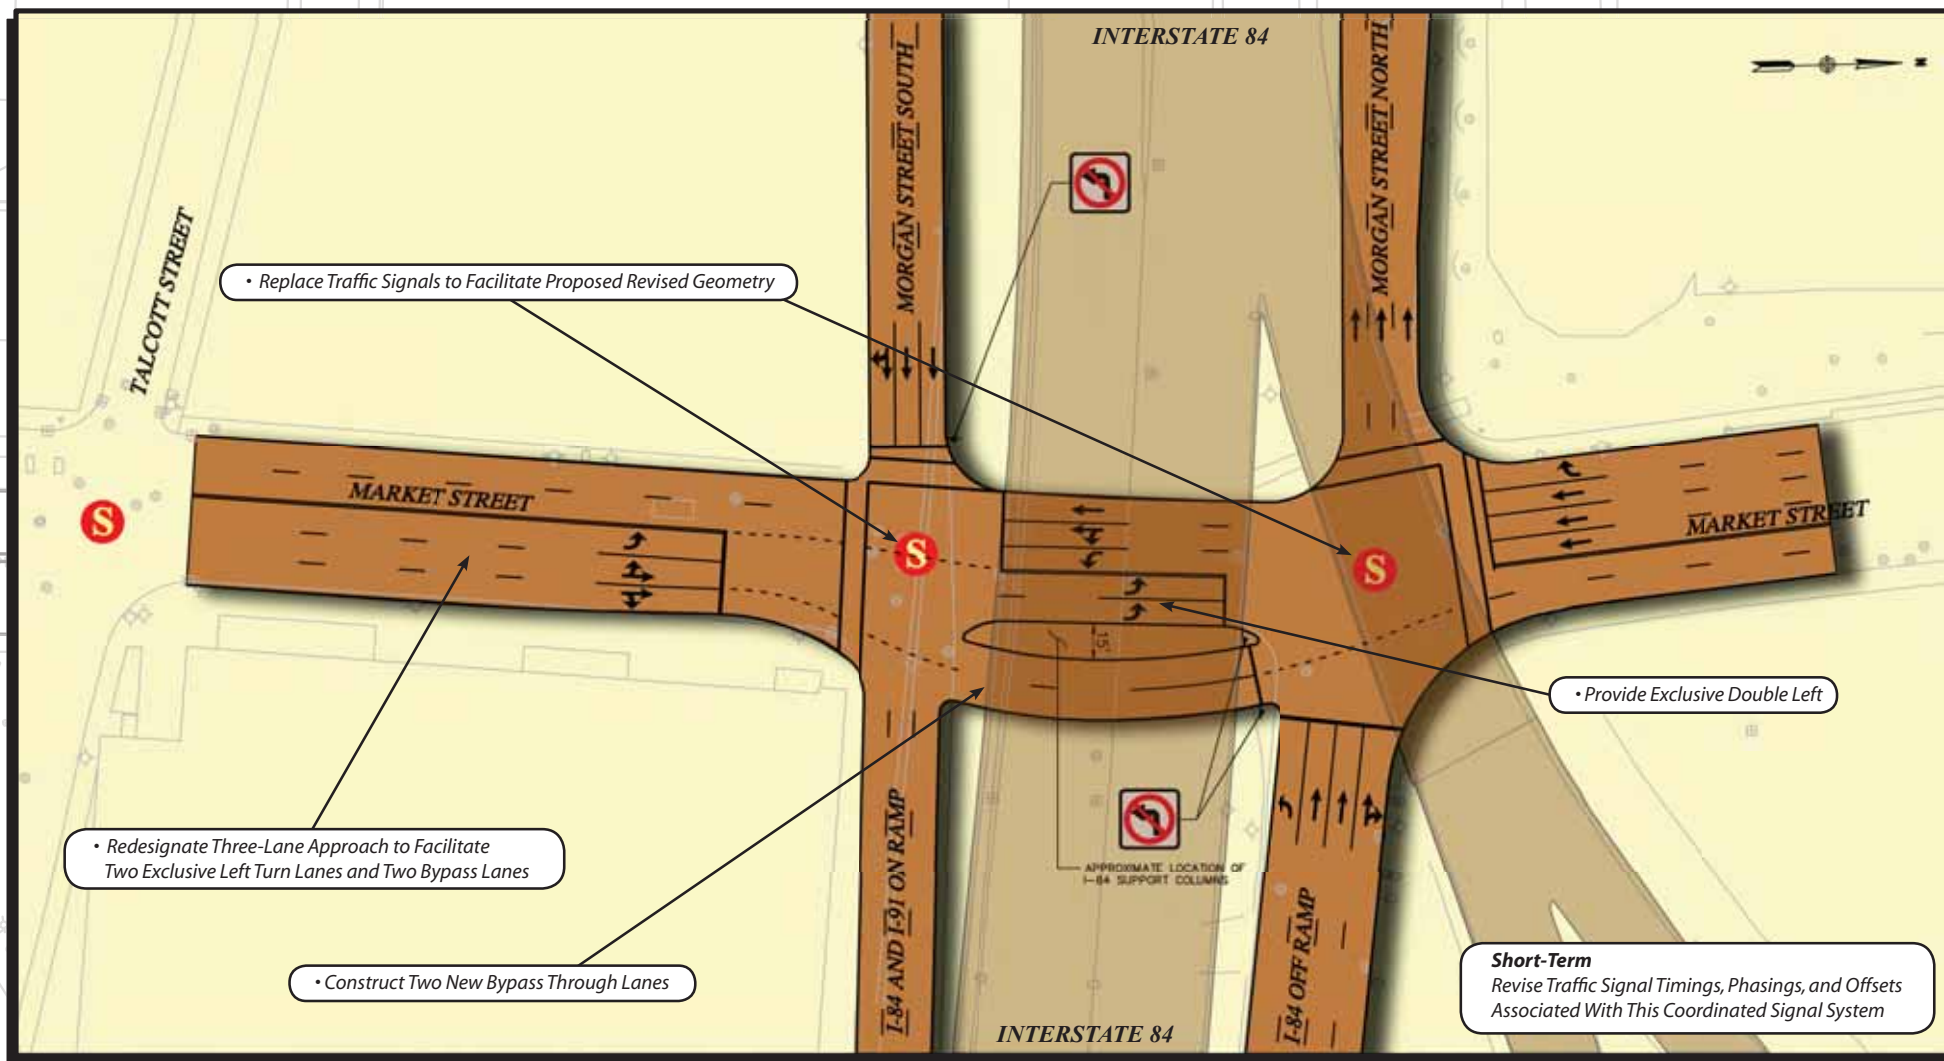 INTERSTATE 84
N
MORGAN STREET SOUTH
MORGAN STREET NORTH
TALCOTT STREET
• Replace Traffic Signals to Facilitate Proposed Revised Geometry
MARKET STREET
MARKET STREET
S
S
S
15'
• Provide Exclusive Double Left
• Redesignate Three-Lane Approach to Facilitate
Two Exclusive Left Turn Lanes and Two Bypass Lanes
APPROXIMATE LOCATION OF
I-84 SUPPORT COLUMNS
I-84 AND I-91 ON RAMP
I-84 OFF RAMP
• Construct Two New Bypass Through Lanes
INTERSTATE 84
Short-Term
Revise Traffic Signal Timings, Phasings, and Offsets
Associated With This Coordinated Signal System